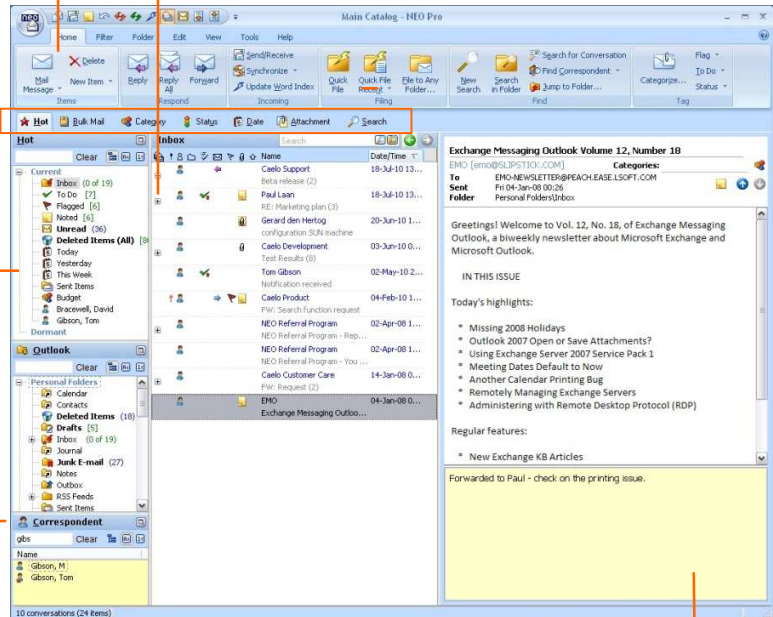 neo
Main Catalog - NEO Pro
Home Filter Folder Edit View Tools Help
Mail Message
Delete
New Item
Items
Reply
Reply All
Forward
Respond
Send/Receive
Synchronize
Update Word Index
Incoming
Quick File
Quick File Recent
File to Any Folder...
Filing
New Search
Search in Folder
Search for Conversation
Find Correspondent
Jump to Folder...
Find
Categorize...
Flag
To Do
Status
Tag
Hot Bulk Mail Category Status Date Attachment Search
Hot
Clear
Current
Inbox (0 of 19)
To Do [7]
Flagged [6]
Noted [6]
Unread (36)
Deleted Items (All)
Today
Yesterday
This Week
Sent Items
Budget
Bracewell, David
Gibson, Tom
Dormant
Outlook
Clear
Personal Folders
Calendar
Contacts
Deleted Items (18)
Drafts [5]
Inbox (0 of 19)
Journal
Junk E-mail (27)
Notes
Outbox
RSS Feeds
Sent Items
Correspondent
gibs Clear
Name
Gibson, M
Gibson, Tom
10 conversations (24 items)
Inbox Search
Name Date/Time
Caelo Support 18-Jul-10 13...
Beta release (2)
Paul Laan 18-Jul-10 13...
RE: Marketing plan (3)
Gerard den Hertog 20-Jun-10 1...
configuration SUN machine
Caelo Development 03-Jun-10 0...
Test Results (8)
Tom Gibson 02-May-10 2...
Notification received
Caelo Product 04-Feb-10 1...
FW: Search function request
NEO Referral Program 02-Apr-08 1...
NEO Referral Program - Rep...
NEO Referral Program 02-Apr-08 1...
NEO Referral Program - You ...
Caelo Customer Care 14-Jan-08 0...
FW: Request (2)
EMO 04-Jan-08 0...
Exchange Messaging Outloo...
Exchange Messaging Outlook Volume 12, Number 18
EMO [emo@SLIPSTICK.COM] Categories:
To EMO-NEWSLETTER@PEACH.EASE.LSOFT.COM
Sent Fri 04-Jan-08 00:26
Folder Personal Folders\Inbox
Greetings! Welcome to Vol. 12, No. 18, of Exchange Messaging
Outlook, a biweekly newsletter about Microsoft Exchange and
Microsoft Outlook.
IN THIS ISSUE
Today's highlights:
* Missing 2008 Holidays
* Outlook 2007 Open or Save Attachments?
* Using Exchange Server 2007 Service Pack 1
* Meeting Dates Default to Now
* Another Calendar Printing Bug
* Remotely Managing Exchange Servers
* Administering with Remote Desktop Protocol (RDP)
Regular features:
* New Exchange KB Articles
Forwarded to Paul - check on the printing issue.